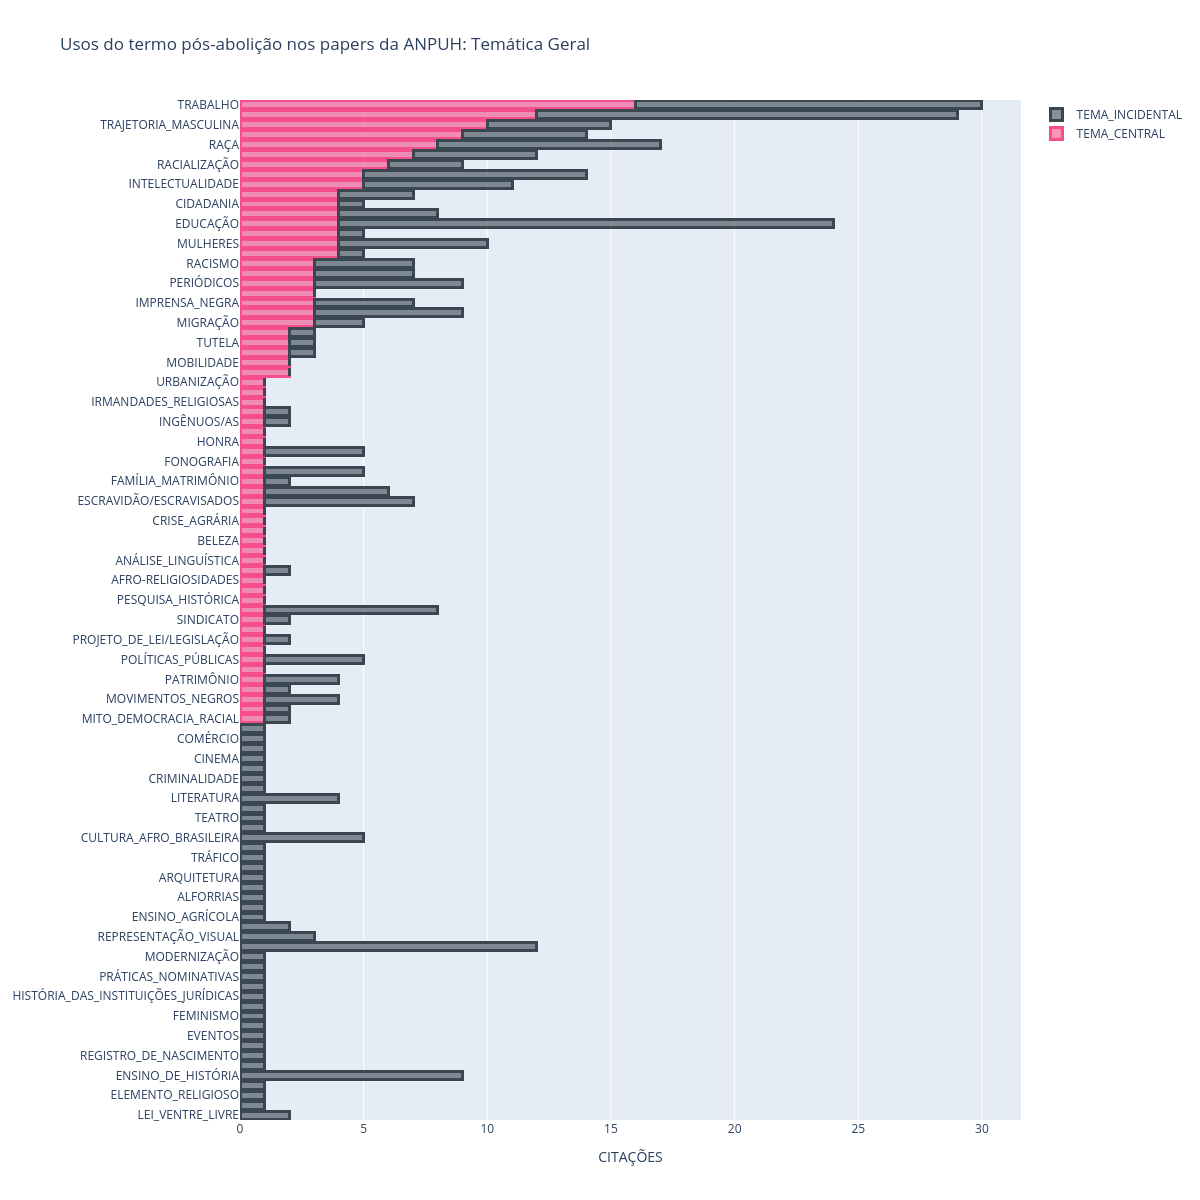 Usos do termo pós-abolição nos papers da ANPUH: Temática Geral
TRABALHO
TRAJETORIA_MASCULINA
RAÇA
RACIALIZAÇÃO
INTELECTUALIDADE
CIDADANIA
EDUCAÇÃO
MULHERES
RACISMO
PERIÓDICOS
IMPRENSA_NEGRA
MIGRAÇÃO
TUTELA
MOBILIDADE
URBANIZAÇÃO
IRMANDADES_RELIGIOSAS
INGÊNUOS/AS
HONRA
FONOGRAFIA
FAMÍLIA_MATRIMÔNIO
ESCRAVIDÃO/ESCRAVISADOS
CRISE_AGRÁRIA
BELEZA
ANÁLISE_LINGUÍSTICA
AFRO-RELIGIOSIDADES
PESQUISA_HISTÓRICA
SINDICATO
PROJETO_DE_LEI/LEGISLAÇÃO
POLÍTICAS_PÚBLICAS
PATRIMÔNIO
MOVIMENTOS_NEGROS
MITO_DEMOCRACIA_RACIAL
COMÉRCIO
CINEMA
CRIMINALIDADE
LITERATURA
TEATRO
CULTURA_AFRO_BRASILEIRA
TRÁFICO
ARQUITETURA
ALFORRIAS
ENSINO_AGRÍCOLA
REPRESENTAÇÃO_VISUAL
MODERNIZAÇÃO
PRÁTICAS_NOMINATIVAS
HISTÓRIA_DAS_INSTITUIÇÕES_JURÍDICAS
FEMINISMO
EVENTOS
REGISTRO_DE_NASCIMENTO
ENSINO_DE_HISTÓRIA
ELEMENTO_RELIGIOSO
LEI_VENTRE_LIVRE
0 5 10 15 20 25 30
CITAÇÕES
TEMA_INCIDENTAL
TEMA_CENTRAL